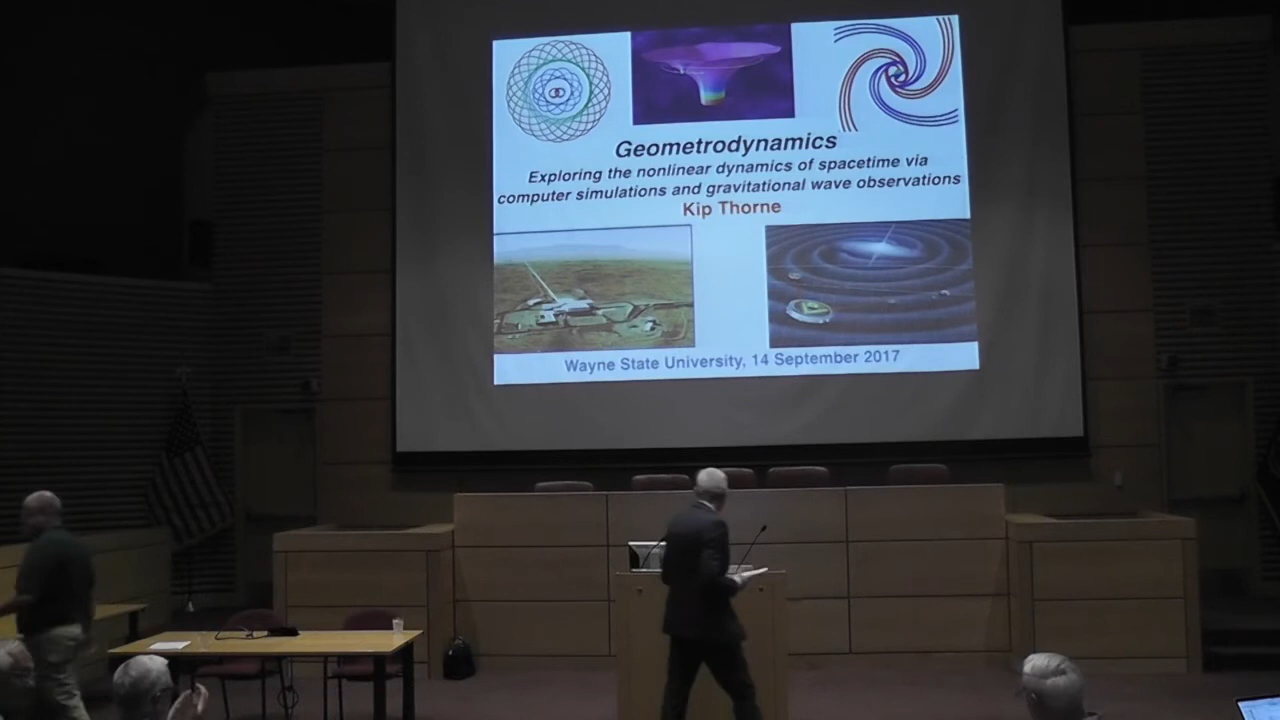 Geometrodynamics
Exploring the nonlinear dynamics of spacetime via
computer simulations and gravitational wave observations
Kip Thorne
Wayne State University, 14 September 2017